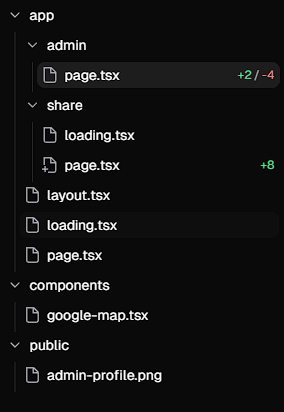 app
admin
page.tsx +2 / -4
share
loading.tsx
page.tsx +8
layout.tsx
loading.tsx
page.tsx
components
google-map.tsx
public
admin-profile.png